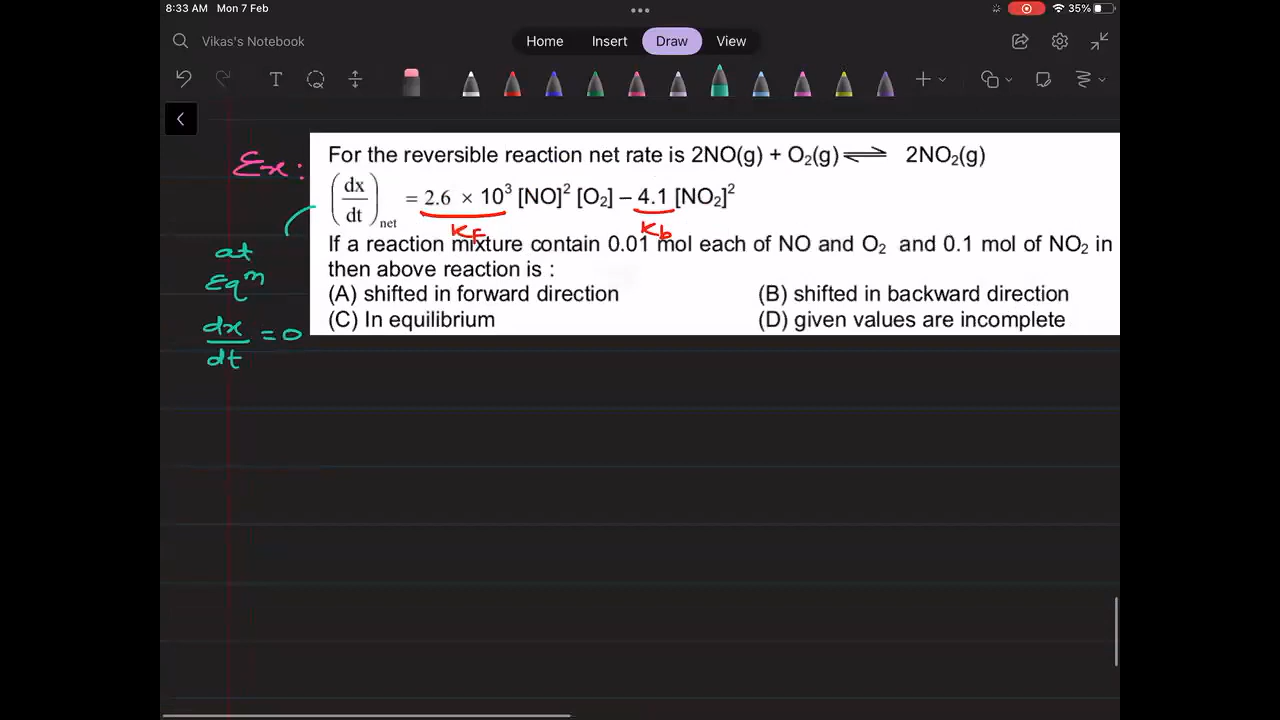 8:33 AM Mon 7 Feb
35%
Vikas's Notebook
Home Insert Draw View
Ex:
For the reversible reaction net rate is 2NO(g) + O₂(g) ⇌ 2NO₂(g)
(dx/dt)net = 2.6 × 10³ [NO]² [O₂] – 4.1 [NO₂]²
Kf Kb
If a reaction mixture contain 0.01 mol each of NO and O₂ and 0.1 mol of NO₂ in
then above reaction is :
(A) shifted in forward direction (B) shifted in backward direction
(C) In equilibrium (D) given values are incomplete
at
Eqᵐ
dx/dt = 0